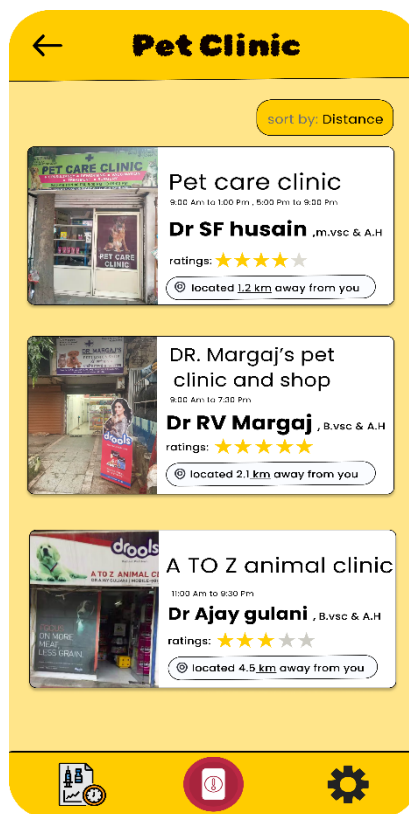 Pet Clinic
sort by: Distance
PET CARE CLINIC
PET CARE
CLINIC
Pet care clinic
9:00 Am to 1:00 Pm , 5:00 Pm to 9:00 Pm
Dr SF husain ,m.vsc & A.H
ratings:
located 1.2 km away from you
DR. MARGAJ'S
drools
DR. Margaj's pet
clinic and shop
9:00 Am to 7:30 Pm
Dr RV Margaj , B.vsc & A.H
ratings:
located 2.1 km away from you
drools
A TO Z ANIMAL CL
DR AJAY GULANI | MOBILE
FOCUS
ON MORE
MEAT
LESS GRAIN.
A TO Z animal clinic
11:00 Am to 9:30 Pm
Dr Ajay gulani , B.vsc & A.H
ratings:
located 4.5 km away from you